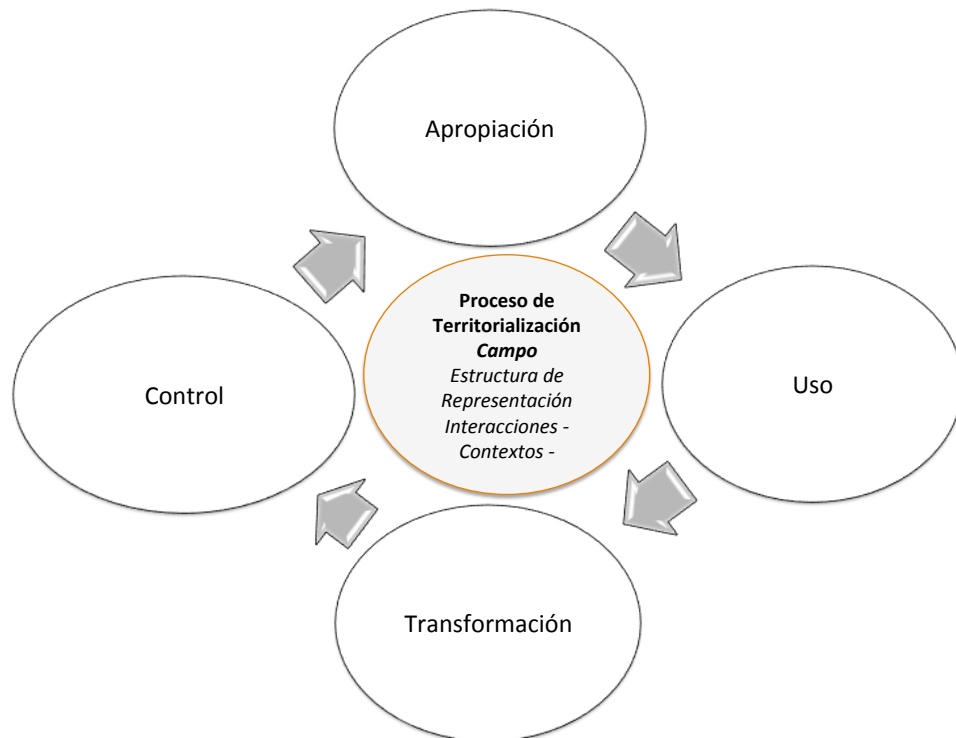 Apropiación
Proceso de
Territorialización
Campo
Estructura de
Representación
Interacciones -
Contextos -
Control
Uso
Transformación